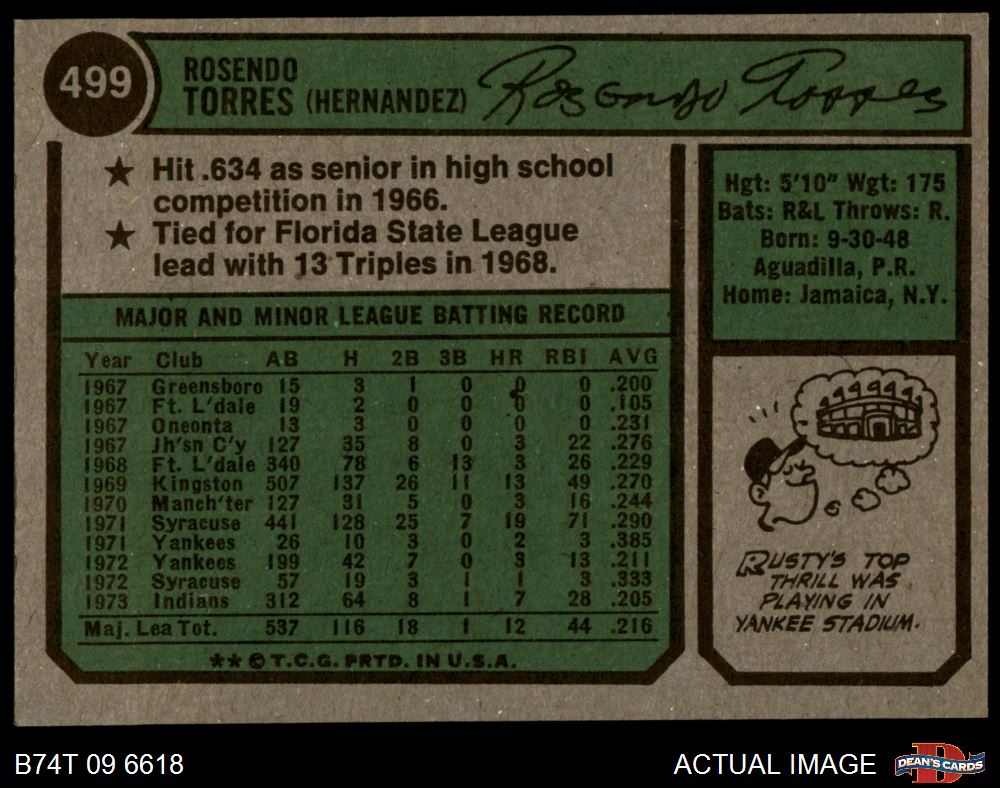 499
ROSENDO
TORRES (HERNANDEZ)
Rosendo Torres
★ Hit .634 as senior in high school
competition in 1966.
★ Tied for Florida State League
lead with 13 Triples in 1968.
MAJOR AND MINOR LEAGUE BATTING RECORD
Year Club AB H 2B 3B HR RBI AVG
1967 Greensboro 15 3 1 0 0 0 .200
1967 Ft. L'dale 19 2 0 0 0 0 .105
1967 Oneonta 13 3 0 0 0 0 .231
1967 Jh'sn C'y 127 35 8 0 3 22 .276
1968 Ft. L'dale 340 78 6 13 3 26 .229
1969 Kingston 507 137 26 11 13 49 .270
1970 Manch'ter 127 31 5 0 3 16 .244
1971 Syracuse 441 128 25 7 19 71 .290
1971 Yankees 26 10 3 0 2 3 .385
1972 Yankees 199 42 7 0 3 13 .211
1972 Syracuse 57 19 3 1 1 3 .333
1973 Indians 312 64 8 1 7 28 .205
Maj. Lea Tot. 537 116 18 1 12 44 .216
** © T.C.G. PRTD. IN U.S.A.
Hgt: 5'10" Wgt: 175
Bats: R&L Throws: R.
Born: 9-30-48
Aguadilla, P.R.
Home: Jamaica, N.Y.
RUSTY'S TOP
THRILL WAS
PLAYING IN
YANKEE STADIUM.
B74T 09 6618
ACTUAL IMAGE
DEAN'S CARDS